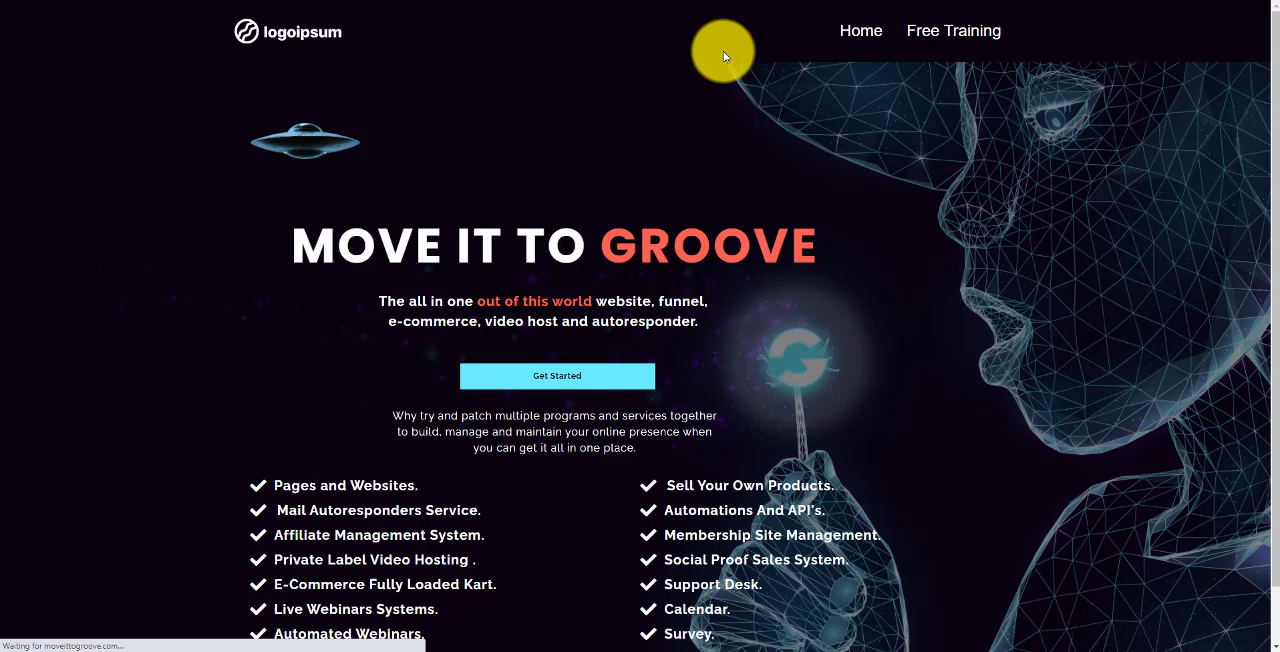 logoipsum
Home
Free Training
MOVE IT TO GROOVE
The all in one out of this world website, funnel,
e-commerce, video host and autoresponder.
Get Started
Why try and patch multiple programs and services together
to build. manage and maintain your online presence when
you can get it all in one place.
Pages and Websites.
Mail Autoresponders Service.
Affiliate Management System.
Private Label Video Hosting .
E-Commerce Fully Loaded Kart.
Live Webinars Systems.
Automated Webinars.
Sell Your Own Products.
Automations And API's.
Membership Site Management.
Social Proof Sales System.
Support Desk.
Calendar.
Survey.
Waiting for moveittogroove.com...